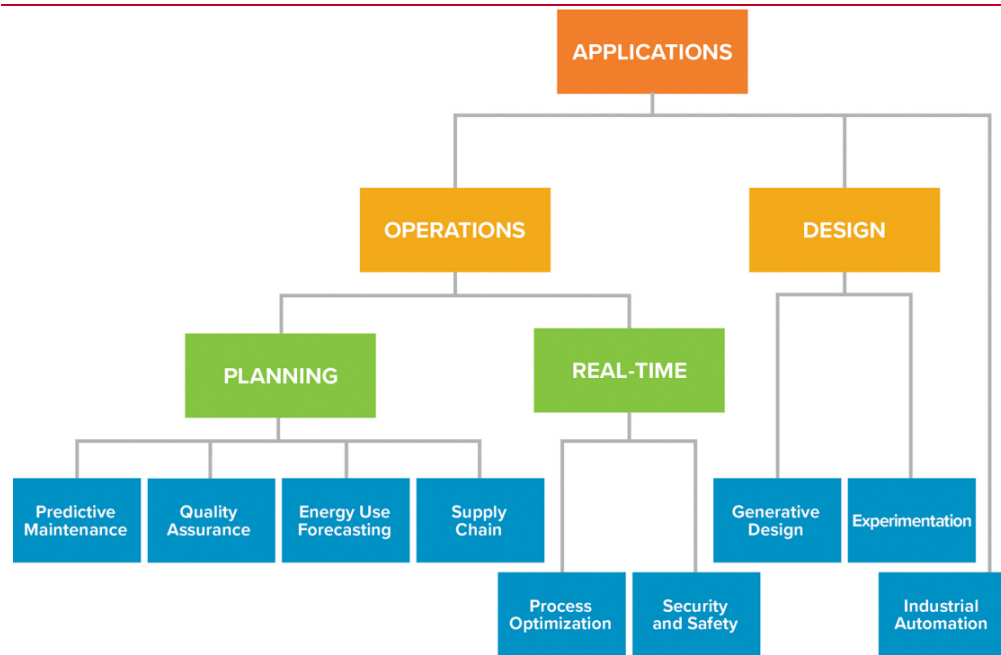 APPLICATIONS
OPERATIONS
DESIGN
PLANNING
REAL-TIME
Predictive
Maintenance
Quality
Assurance
Energy Use
Forecasting
Supply
Chain
Generative
Design
Experimentation
Process
Optimization
Security
and Safety
Industrial
Automation